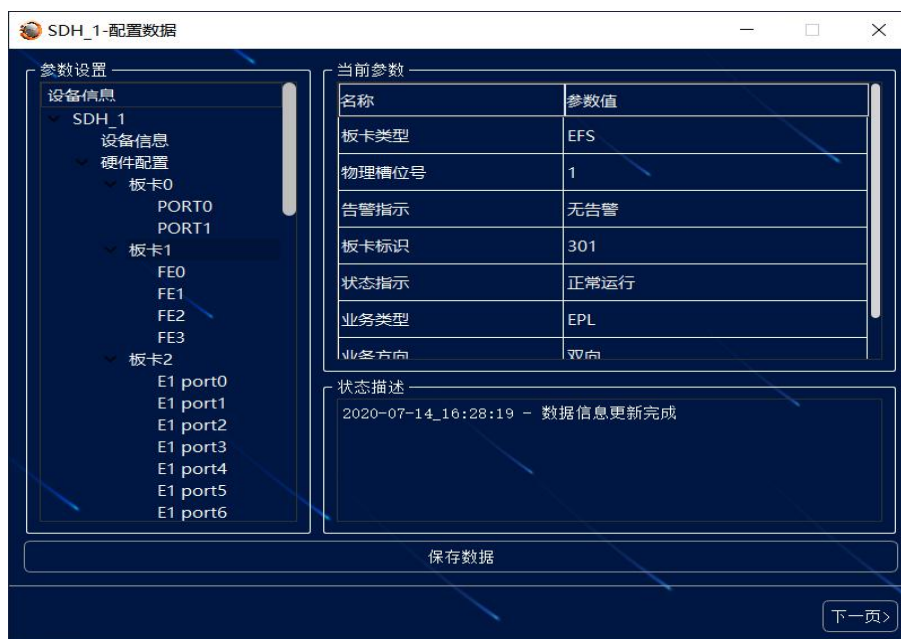 SDH_1-配置数据
参数设置
设备信息
SDH_1
设备信息
硬件配置
板卡0
PORT0
PORT1
板卡1
FE0
FE1
FE2
FE3
板卡2
E1 port0
E1 port1
E1 port2
E1 port3
E1 port4
E1 port5
E1 port6
当前参数
名称 参数值
板卡类型 EFS
物理槽位号 1
告警指示 无告警
板卡标识 301
状态指示 正常运行
业务类型 EPL
业务方向 双向
状态描述
2020-07-14_16:28:19 - 数据信息更新完成
保存数据
下一页>